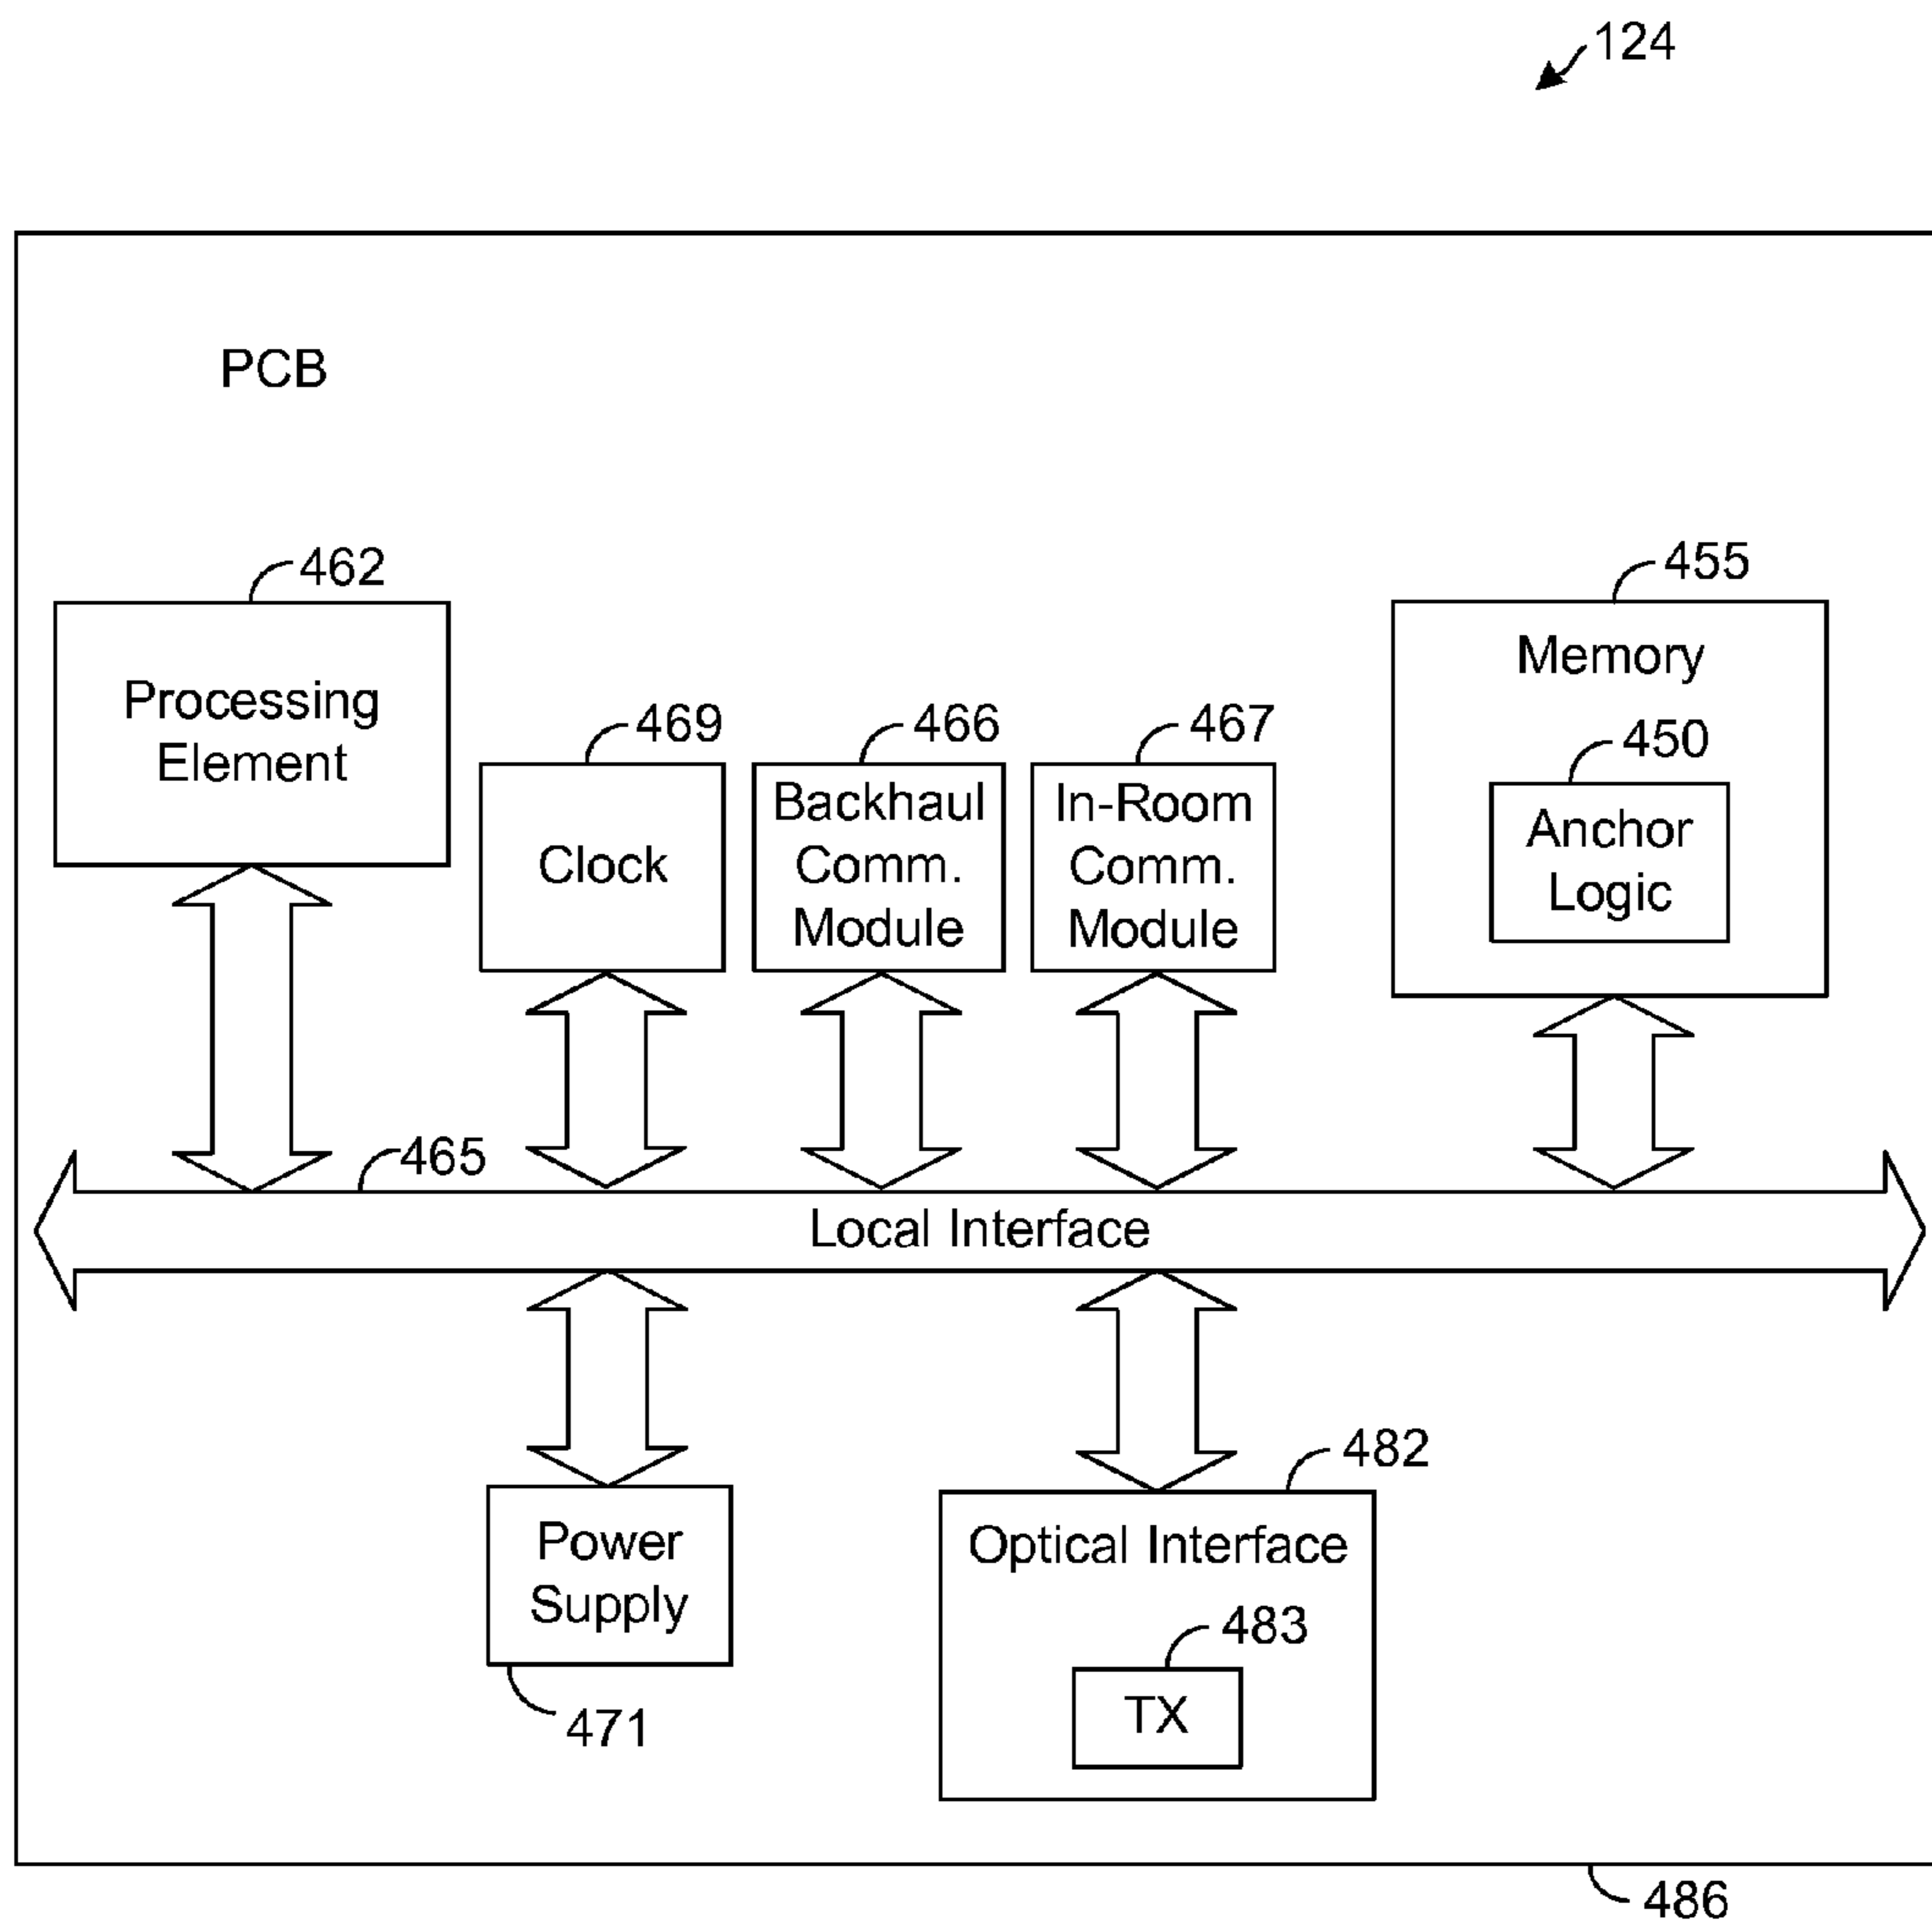 124
PCB
462
Processing
Element
469
Clock
466
Backhaul
Comm.
Module
467
In-Room
Comm.
Module
455
Memory
450
Anchor
Logic
465
Local Interface
Power
Supply
471
482
Optical Interface
483
TX
486